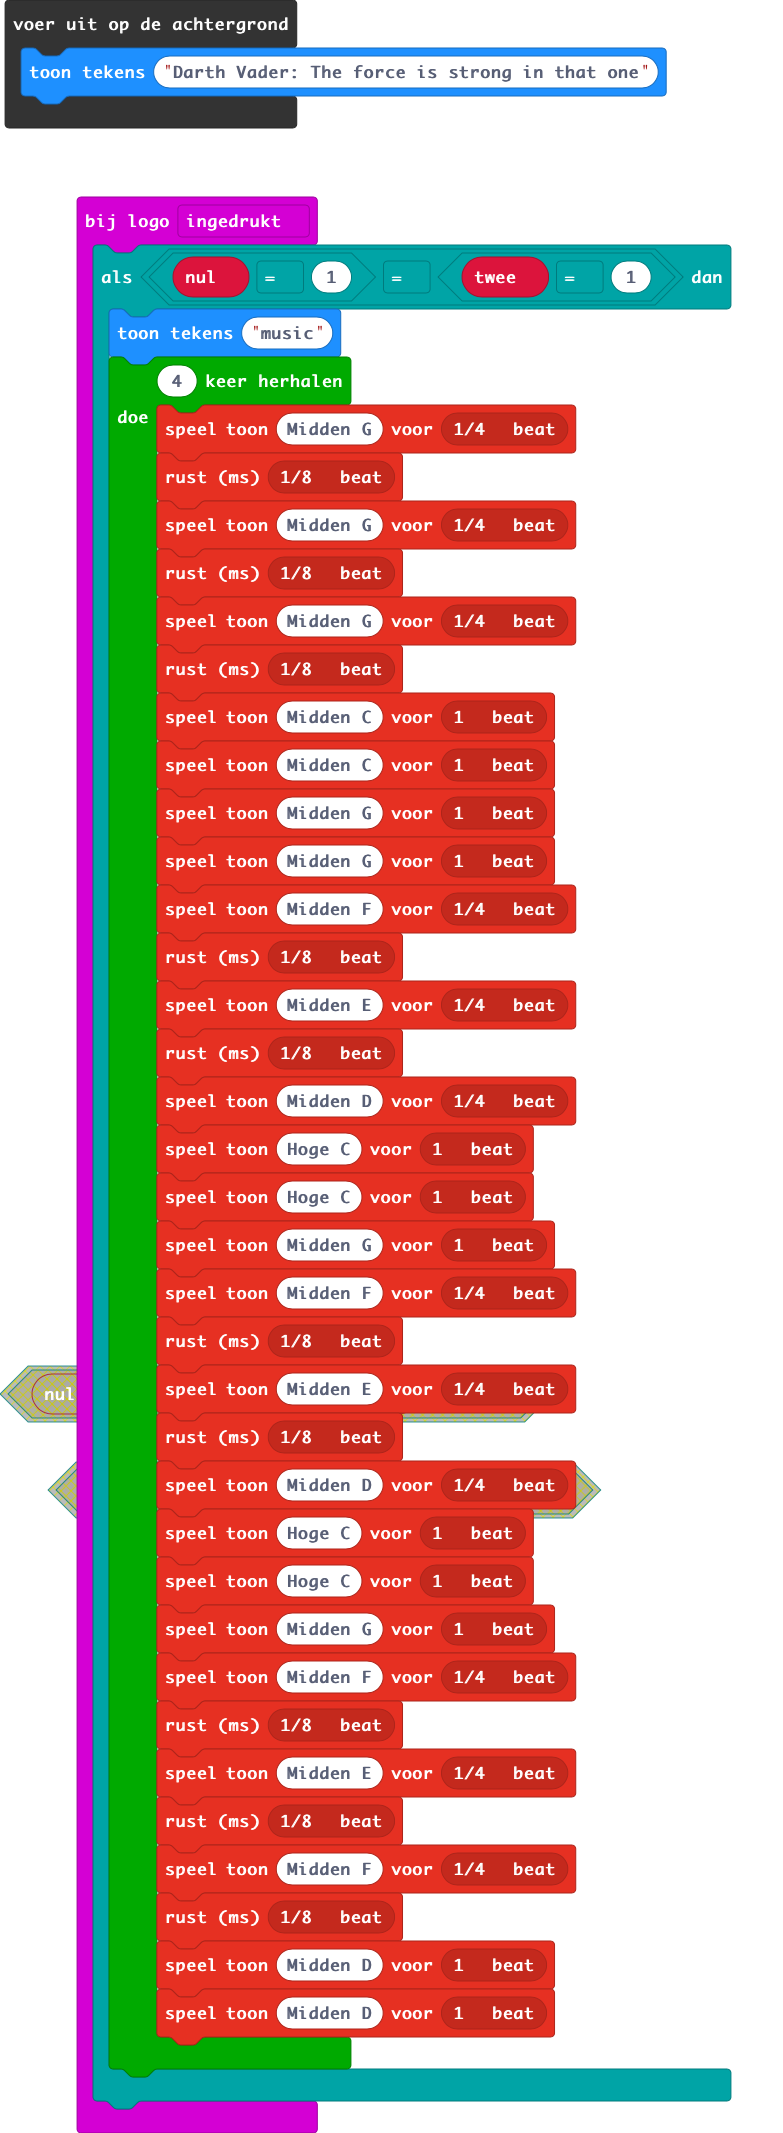 voer uit op de achtergrond
toon tekens "Darth Vader: The force is strong in that one"
bij logo ingedrukt
als nul = 1 = twee = 1 dan
toon tekens "music"
4 keer herhalen
doe
speel toon Midden G voor 1/4 beat
rust (ms) 1/8 beat
speel toon Midden G voor 1/4 beat
rust (ms) 1/8 beat
speel toon Midden G voor 1/4 beat
rust (ms) 1/8 beat
speel toon Midden C voor 1 beat
speel toon Midden C voor 1 beat
speel toon Midden G voor 1 beat
speel toon Midden G voor 1 beat
speel toon Midden F voor 1/4 beat
rust (ms) 1/8 beat
speel toon Midden E voor 1/4 beat
rust (ms) 1/8 beat
speel toon Midden D voor 1/4 beat
speel toon Hoge C voor 1 beat
speel toon Hoge C voor 1 beat
speel toon Midden G voor 1 beat
speel toon Midden F voor 1/4 beat
rust (ms) 1/8 beat
nul
speel toon Midden E voor 1/4 beat
rust (ms) 1/8 beat
speel toon Midden D voor 1/4 beat
speel toon Hoge C voor 1 beat
speel toon Hoge C voor 1 beat
speel toon Midden G voor 1 beat
speel toon Midden F voor 1/4 beat
rust (ms) 1/8 beat
speel toon Midden E voor 1/4 beat
rust (ms) 1/8 beat
speel toon Midden F voor 1/4 beat
rust (ms) 1/8 beat
speel toon Midden D voor 1 beat
speel toon Midden D voor 1 beat